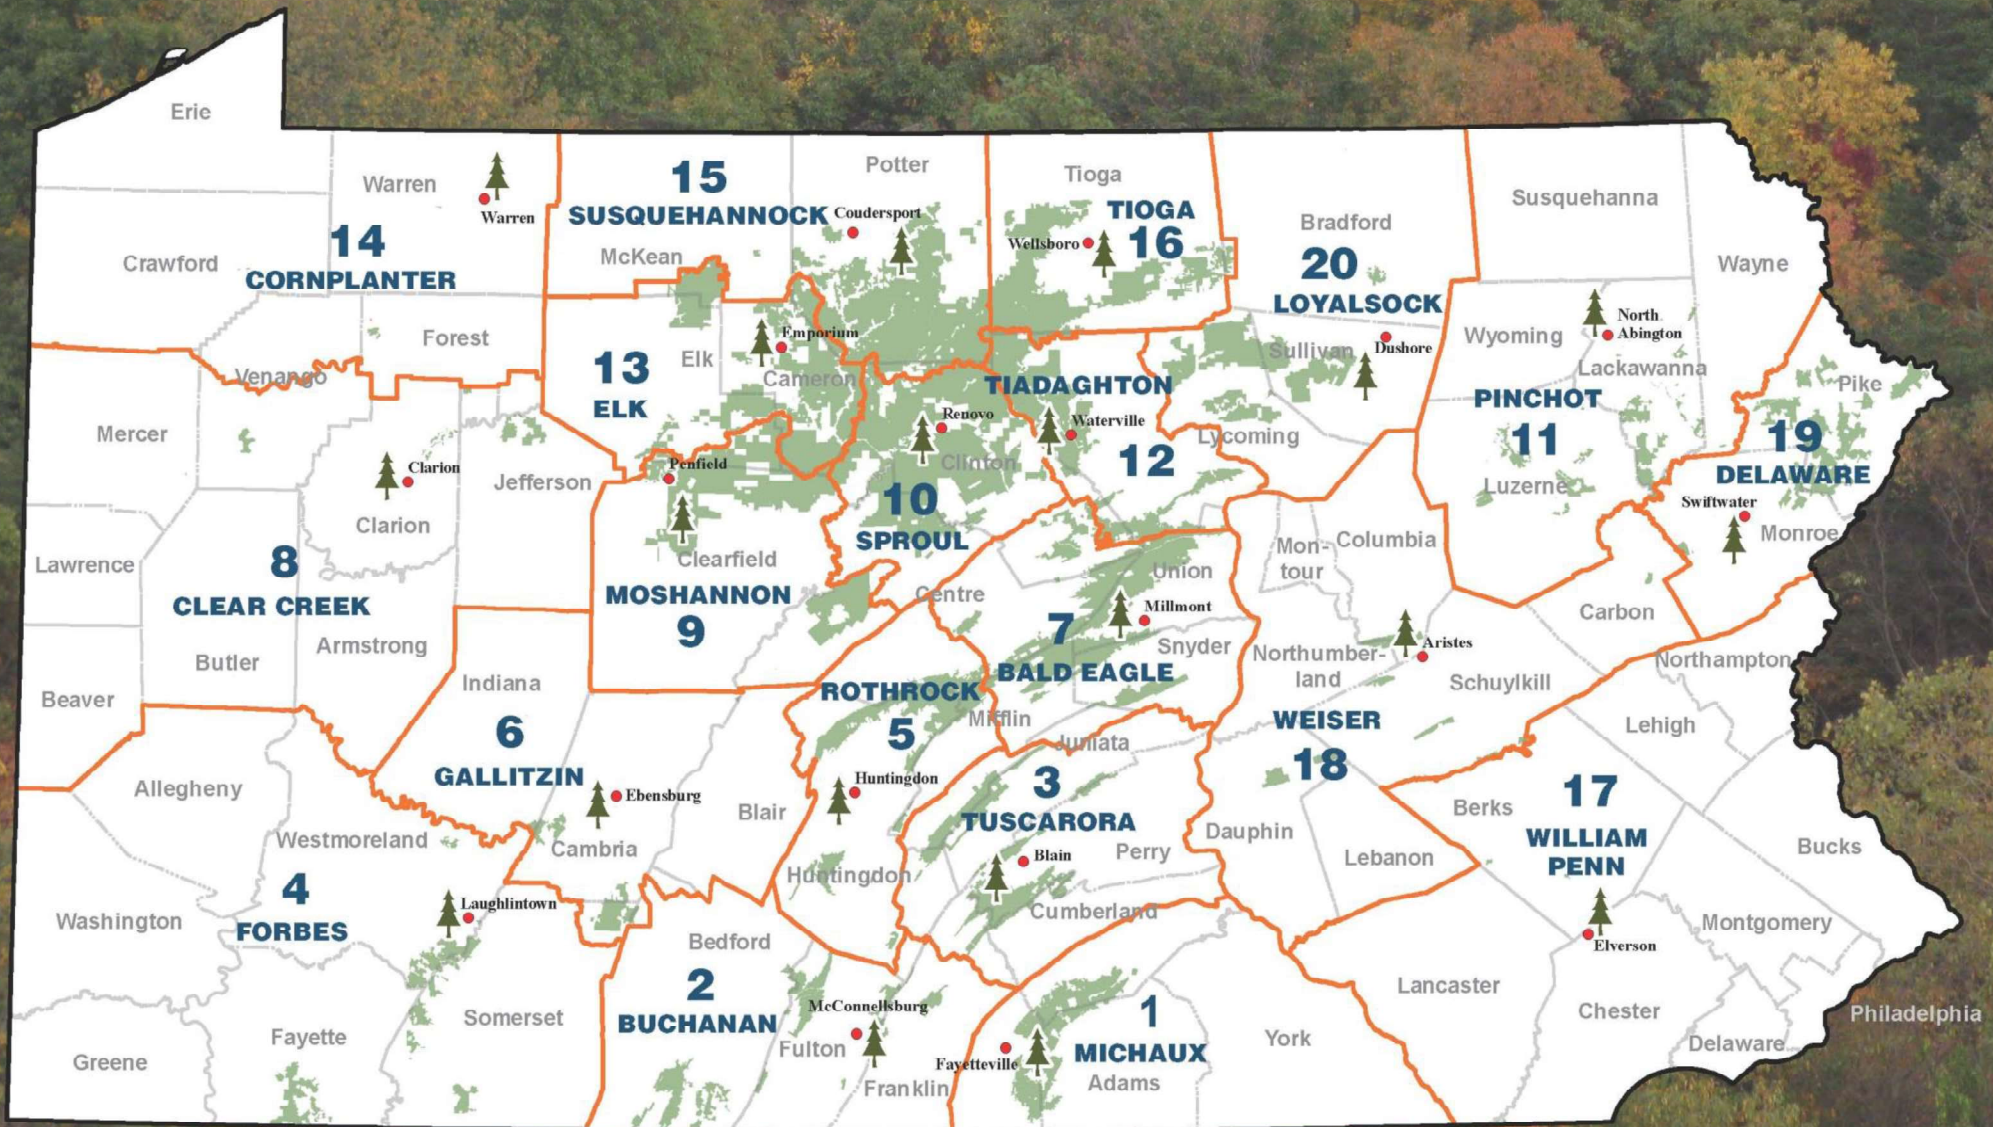 Erie
Warren
Warren
14
CORNPLANTER
Crawford
Forest
Venango
15
SUSQUEHANNOCK
McKean
Potter
Coudersport
Tioga
TIOGA
16
Wellsboro
Bradford
20
LOYALSOCK
Sullivan
Dushore
Susquehanna
Wayne
Wyoming
North
Abington
Lackawanna
PINCHOT
11
Luzerne
Pike
19
DELAWARE
Swiftwater
Monroe
13
ELK
Elk
Emporium
Cameron
TIADAGHTON
Waterville
12
Lycoming
Renovo
Clinton
10
SPROUL
Mercer
Clarion
Clarion
Jefferson
Penfield
Clearfield
MOSHANNON
9
Lawrence
8
CLEAR CREEK
Butler
Armstrong
Beaver
Centre
Union
Millmont
7
BALD EAGLE
Snyder
Mon-
tour
Columbia
Carbon
Northumber-
land
Aristes
Schuylkill
WEISER
18
Northampton
Lehigh
Indiana
6
GALLITZIN
Ebensburg
Cambria
Blair
ROTHROCK
5
Mifflin
Huntingdon
Huntingdon
Juniata
3
TUSCARORA
Blain
Perry
Cumberland
Dauphin
Lebanon
Berks
17
WILLIAM
PENN
Bucks
Allegheny
Westmoreland
4
FORBES
Laughlintown
Washington
Elverson
Montgomery
Bedford
2
BUCHANAN
McConnellsburg
Fulton
Franklin
Fayetteville
1
MICHAUX
Adams
York
Lancaster
Chester
Delaware
Philadelphia
Somerset
Fayette
Greene